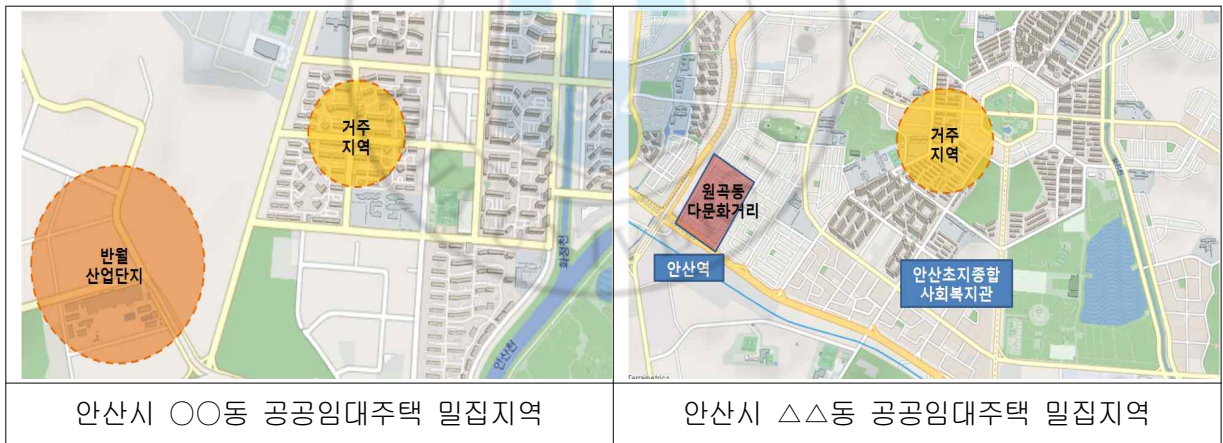 거주
지역
반월
산업단지
화정천
안산천
거주
지역
원곡동
다문화거리
안산역
안산초지종합
사회복지관
안산시 ○○동 공공임대주택 밀집지역
안산시 △△동 공공임대주택 밀집지역